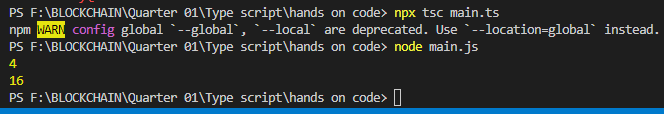 PS F:\BLOCKCHAIN\Quarter 01\Type script\hands on code> npx tsc main.ts
npm WARN config global `--global`, `--local` are deprecated. Use `--location=global` instead.
PS F:\BLOCKCHAIN\Quarter 01\Type script\hands on code> node main.js
4
16
PS F:\BLOCKCHAIN\Quarter 01\Type script\hands on code>